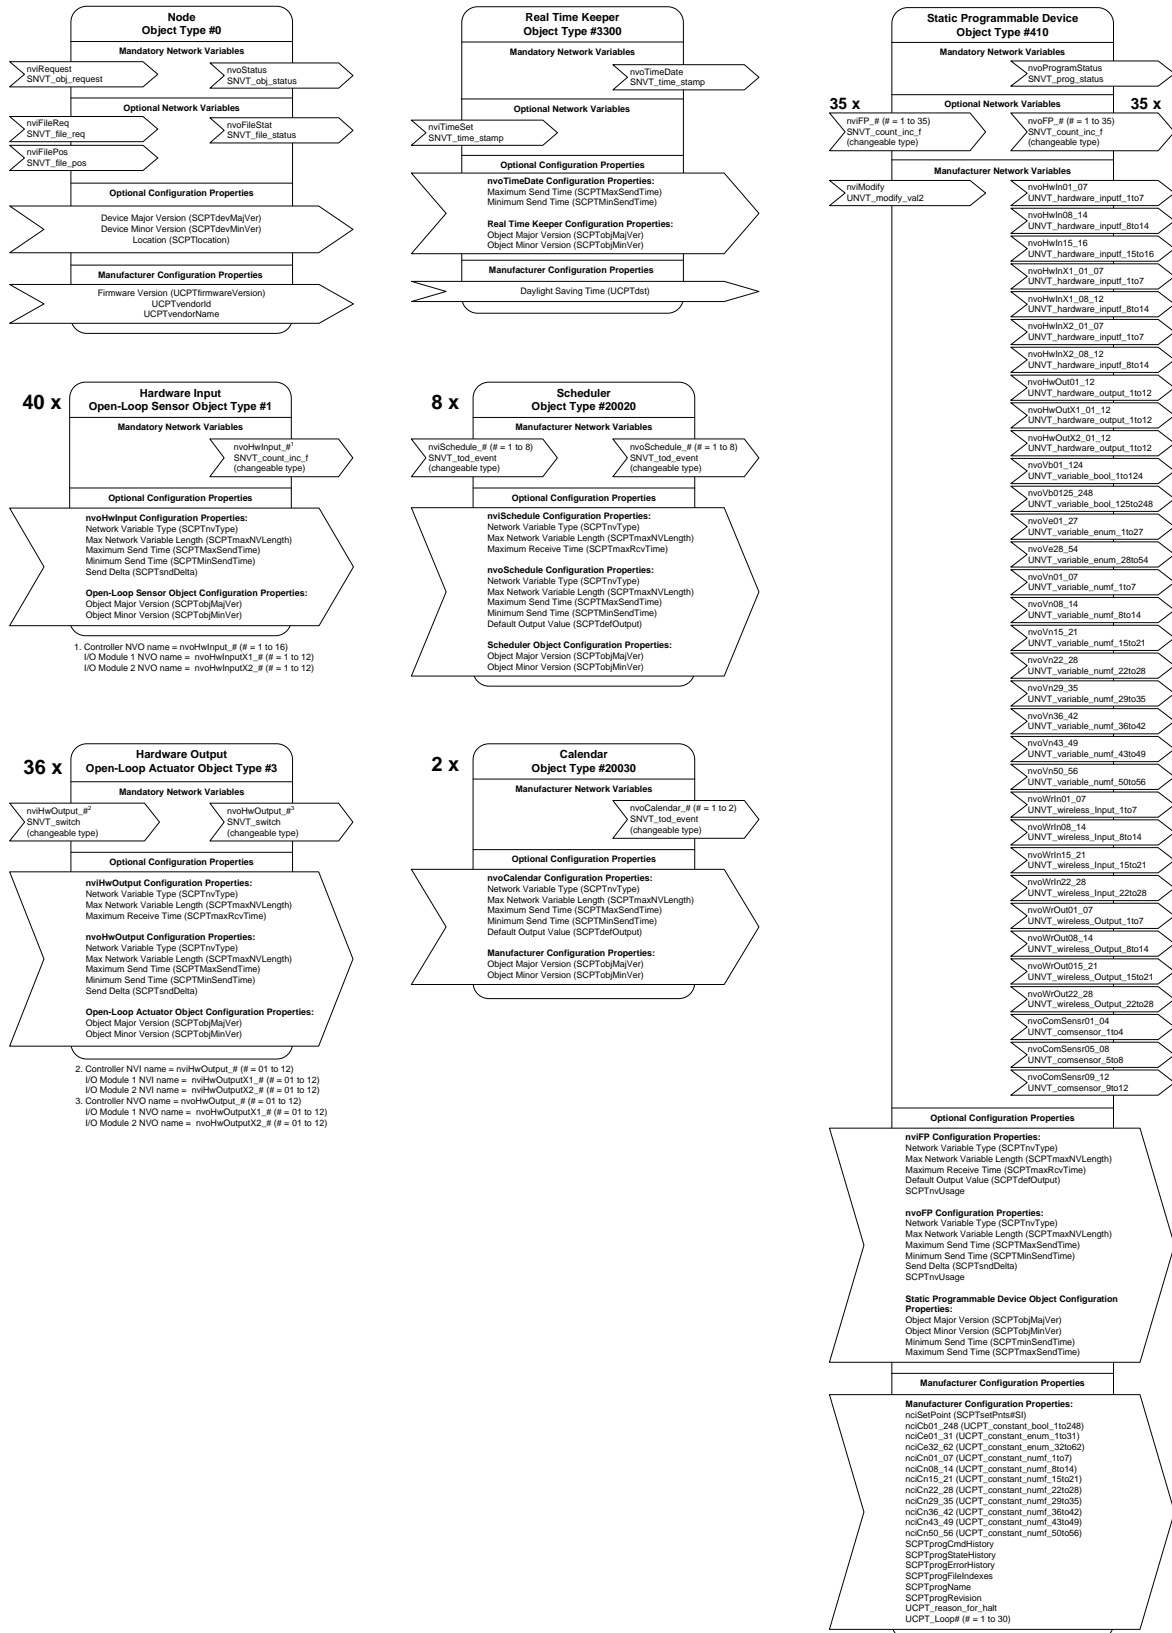 Node
Object Type #0
Mandatory Network Variables
nviRequest
SNVT_obj_request
nvoStatus
SNVT_obj_status
Optional Network Variables
nviFileReq
SNVT_file_req
nvoFileStat
SNVT_file_status
nviFilePos
SNVT_file_pos
Optional Configuration Properties
Device Major Version (SCPTdevMajVer)
Device Minor Version (SCPTdevMinVer)
Location (SCPTlocation)
Manufacturer Configuration Properties
Firmware Version (UCPTfirmwareVersion)
UCPTvendorId
UCPTvendorName
40 x
Hardware Input
Open-Loop Sensor Object Type #1
Mandatory Network Variables
nvoHwInput_#1
SNVT_count_inc_f
(changeable type)
Optional Configuration Properties
nvoHwInput Configuration Properties:
Network Variable Type (SCPTnvType)
Max Network Variable Length (SCPTmaxNVLength)
Maximum Send Time (SCPTMaxSendTime)
Minimum Send Time (SCPTMinSendTime)
Send Delta (SCPTsndDelta)
Open-Loop Sensor Object Configuration Properties:
Object Major Version (SCPTobjMajVer)
Object Minor Version (SCPTobjMinVer)
1. Controller NVO name = nvoHwInput_# (# = 1 to 16)
I/O Module 1 NVO name = nvoHwInputX1_# (# = 1 to 12)
I/O Module 2 NVO name = nvoHwInputX2_# (# = 1 to 12)
36 x
Hardware Output
Open-Loop Actuator Object Type #3
Mandatory Network Variables
nviHwOutput_#2
SNVT_switch
(changeable type)
nvoHwOutput_#3
SNVT_switch
(changeable type)
Optional Configuration Properties
nviHwOutput Configuration Properties:
Network Variable Type (SCPTnvType)
Max Network Variable Length (SCPTmaxNVLength)
Maximum Receive Time (SCPTmaxRcvTime)
nvoHwOutput Configuration Properties:
Network Variable Type (SCPTnvType)
Max Network Variable Length (SCPTmaxNVLength)
Maximum Send Time (SCPTMaxSendTime)
Minimum Send Time (SCPTMinSendTime)
Send Delta (SCPTsndDelta)
Open-Loop Actuator Object Configuration Properties:
Object Major Version (SCPTobjMajVer)
Object Minor Version (SCPTobjMinVer)
2. Controller NVI name = nviHwOutput_# (# = 01 to 12)
I/O Module 1 NVI name = nviHwOutputX1_# (# = 01 to 12)
I/O Module 2 NVI name = nviHwOutputX2_# (# = 01 to 12)
3. Controller NVO name = nvoHwOutput_# (# = 01 to 12)
I/O Module 1 NVO name = nvoHwOutputX1_# (# = 01 to 12)
I/O Module 2 NVO name = nvoHwOutputX2_# (# = 01 to 12)
Real Time Keeper
Object Type #3300
Mandatory Network Variables
nvoTimeDate
SNVT_time_stamp
Optional Network Variables
nviTimeSet
SNVT_time_stamp
Optional Configuration Properties
nvoTimeDate Configuration Properties:
Maximum Send Time (SCPTMaxSendTime)
Minimum Send Time (SCPTMinSendTime)
Real Time Keeper Configuration Properties:
Object Major Version (SCPTobjMajVer)
Object Minor Version (SCPTobjMinVer)
Manufacturer Configuration Properties
Daylight Saving Time (UCPTdst)
8 x
Scheduler
Object Type #20020
Manufacturer Network Variables
nviSchedule_# (# = 1 to 8)
SNVT_tod_event
(changeable type)
nvoSchedule_# (# = 1 to 8)
SNVT_tod_event
(changeable type)
Optional Configuration Properties
nviSchedule Configuration Properties:
Network Variable Type (SCPTnvType)
Max Network Variable Length (SCPTmaxNVLength)
Maximum Receive Time (SCPTmaxRcvTime)
nvoSchedule Configuration Properties:
Network Variable Type (SCPTnvType)
Max Network Variable Length (SCPTmaxNVLength)
Maximum Send Time (SCPTMaxSendTime)
Minimum Send Time (SCPTMinSendTime)
Default Output Value (SCPTdefOutput)
Scheduler Object Configuration Properties:
Object Major Version (SCPTobjMajVer)
Object Minor Version (SCPTobjMinVer)
2 x
Calendar
Object Type #20030
Manufacturer Network Variables
nvoCalendar_# (# = 1 to 2)
SNVT_tod_event
(changeable type)
Optional Configuration Properties
nvoCalendar Configuration Properties:
Network Variable Type (SCPTnvType)
Max Network Variable Length (SCPTmaxNVLength)
Maximum Send Time (SCPTMaxSendTime)
Minimum Send Time (SCPTMinSendTime)
Default Output Value (SCPTdefOutput)
Manufacturer Configuration Properties:
Object Major Version (SCPTobjMajVer)
Object Minor Version (SCPTobjMinVer)
Static Programmable Device
Object Type #410
Mandatory Network Variables
nvoProgramStatus
SNVT_prog_status
35 x
Optional Network Variables
35 x
nviFP_# (# = 1 to 35)
SNVT_count_inc_f
(changeable type)
nvoFP_# (# = 1 to 35)
SNVT_count_inc_f
(changeable type)
Manufacturer Network Variables
nviModify
UNVT_modify_val2
nvoHwIn01_07
UNVT_hardware_inputf_1to7
nvoHwIn08_14
UNVT_hardware_inputf_8to14
nvoHwIn15_16
UNVT_hardware_inputf_15to16
nvoHwInX1_01_07
UNVT_hardware_inputf_1to7
nvoHwInX1_08_12
UNVT_hardware_inputf_8to14
nvoHwInX2_01_07
UNVT_hardware_inputf_1to7
nvoHwInX2_08_12
UNVT_hardware_inputf_8to14
nvoHwOut01_12
UNVT_hardware_output_1to12
nvoHwOutX1_01_12
UNVT_hardware_output_1to12
nvoHwOutX2_01_12
UNVT_hardware_output_1to12
nvoVb01_124
UNVT_variable_bool_1to124
nvoVb0125_248
UNVT_variable_bool_125to248
nvoVe01_27
UNVT_variable_enum_1to27
nvoVe28_54
UNVT_variable_enum_28to54
nvoVn01_07
UNVT_variable_numf_1to7
nvoVn08_14
UNVT_variable_numf_8to14
nvoVn15_21
UNVT_variable_numf_15to21
nvoVn22_28
UNVT_variable_numf_22to28
nvoVn29_35
UNVT_variable_numf_29to35
nvoVn36_42
UNVT_variable_numf_36to42
nvoVn43_49
UNVT_variable_numf_43to49
nvoVn50_56
UNVT_variable_numf_50to56
nvoWrIn01_07
UNVT_wireless_Input_1to7
nvoWrIn08_14
UNVT_wireless_Input_8to14
nvoWrIn15_21
UNVT_wireless_Input_15to21
nvoWrIn22_28
UNVT_wireless_Input_22to28
nvoWrOut01_07
UNVT_wireless_Output_1to7
nvoWrOut08_14
UNVT_wireless_Output_8to14
nvoWrOut015_21
UNVT_wireless_Output_15to21
nvoWrOut22_28
UNVT_wireless_Output_22to28
nvoComSensr01_04
UNVT_comsensor_1to4
nvoComSensr05_08
UNVT_comsensor_5to8
nvoComSensr09_12
UNVT_comsensor_9to12
Optional Configuration Properties
nviFP Configuration Properties:
Network Variable Type (SCPTnvType)
Max Network Variable Length (SCPTmaxNVLength)
Maximum Receive Time (SCPTmaxRcvTime)
Default Output Value (SCPTdefOutput)
SCPTnvUsage
nvoFP Configuration Properties:
Network Variable Type (SCPTnvType)
Max Network Variable Length (SCPTmaxNVLength)
Maximum Send Time (SCPTMaxSendTime)
Minimum Send Time (SCPTMinSendTime)
Send Delta (SCPTsndDelta)
SCPTnvUsage
Static Programmable Device Object Configuration
Properties:
Object Major Version (SCPTobjMajVer)
Object Minor Version (SCPTobjMinVer)
Minimum Send Time (SCPTminSendTime)
Maximum Send Time (SCPTmaxSendTime)
Manufacturer Configuration Properties
Manufacturer Configuration Properties:
nciSetPoint (SCPTsetPnts#SI)
nciCb01_248 (UCPT_constant_bool_1to248)
nciCe01_31 (UCPT_constant_enum_1to31)
nciCe32_62 (UCPT_constant_enum_32to62)
nciCn01_07 (UCPT_constant_numf_1to7)
nciCn08_14 (UCPT_constant_numf_8to14)
nciCn15_21 (UCPT_constant_numf_15to21)
nciCn22_28 (UCPT_constant_numf_22to28)
nciCn29_35 (UCPT_constant_numf_29to35)
nciCn36_42 (UCPT_constant_numf_36to42)
nciCn43_49 (UCPT_constant_numf_43to49)
nciCn50_56 (UCPT_constant_numf_50to56)
SCPTprogCmdHistory
SCPTprogStateHistory
SCPTprogErrorHistory
SCPTprogFileIndexes
SCPTprogName
SCPTprogRevision
UCPT_reason_for_halt
UCPT_Loop# (# = 1 to 30)